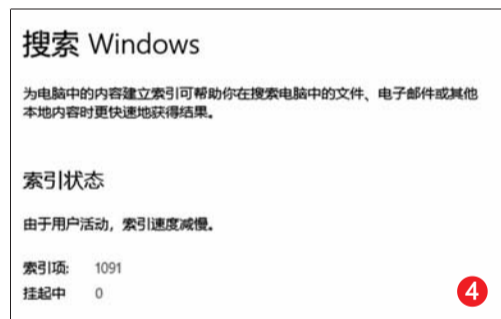 搜索 Windows
为电脑中的内容建立索引可帮助你在搜索电脑中的文件、电子邮件或其他
本地内容时更快速地获得结果。
索引状态
由于用户活动，索引速度减慢。
索引项: 1091
挂起中 0
4